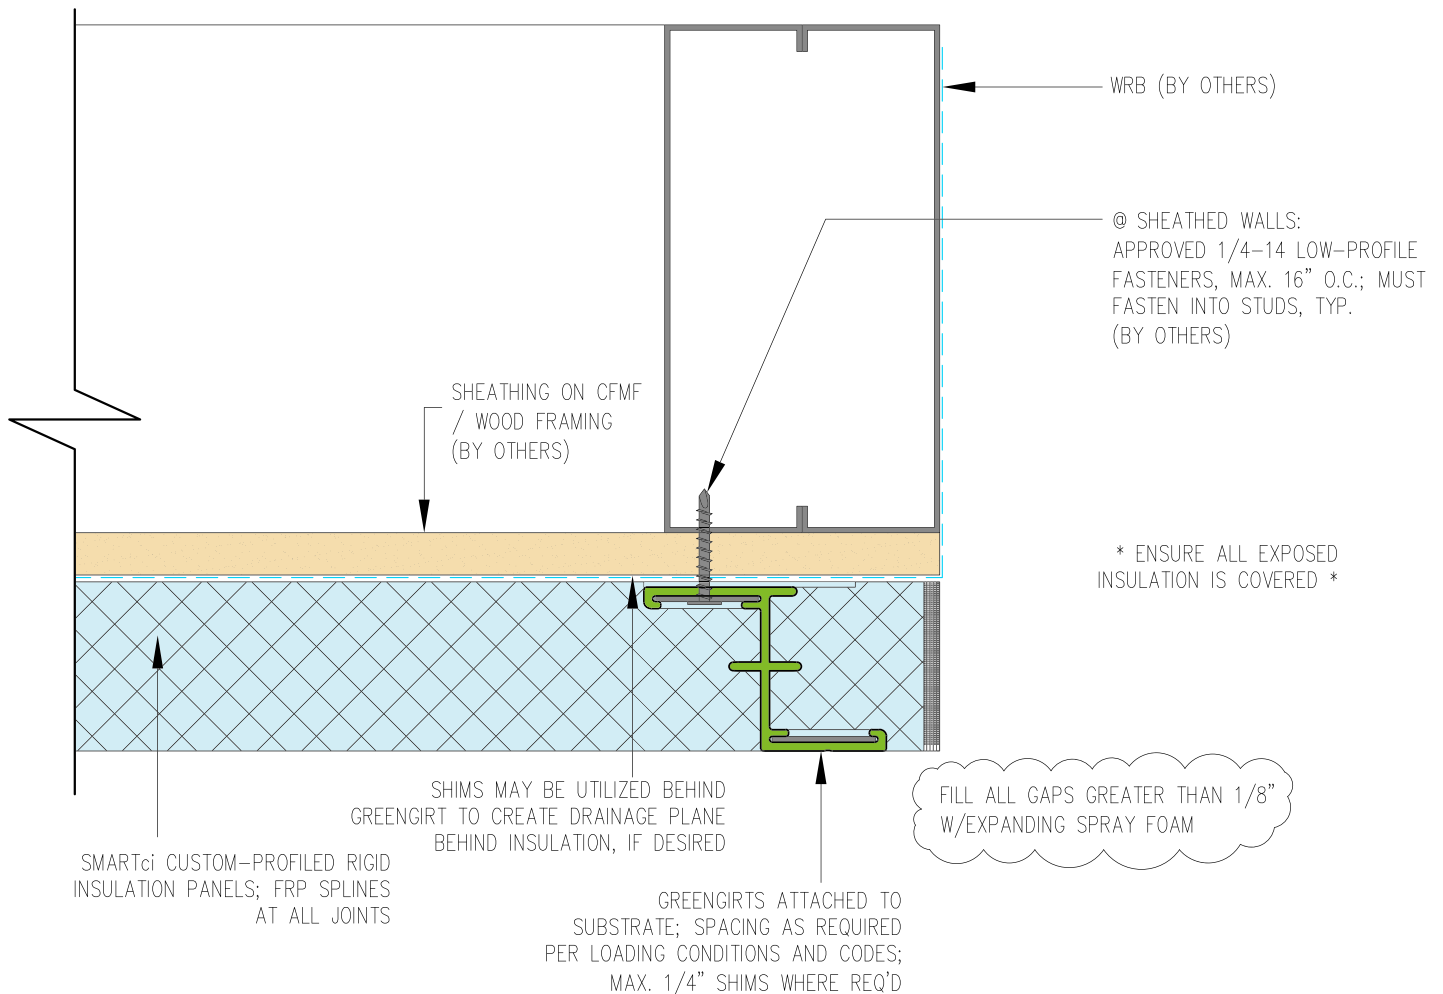 WRB (BY OTHERS)
@ SHEATHED WALLS:
APPROVED 1/4-14 LOW-PROFILE
FASTENERS, MAX. 16" O.C.; MUST
FASTEN INTO STUDS, TYP.
(BY OTHERS)
SHEATHING ON CFMF
/ WOOD FRAMING
(BY OTHERS)
* ENSURE ALL EXPOSED
INSULATION IS COVERED *
SHIMS MAY BE UTILIZED BEHIND
GREENGIRT TO CREATE DRAINAGE PLANE
BEHIND INSULATION, IF DESIRED
FILL ALL GAPS GREATER THAN 1/8"
W/EXPANDING SPRAY FOAM
SMARTci CUSTOM-PROFILED RIGID
INSULATION PANELS; FRP SPLINES
AT ALL JOINTS
GREENGIRTS ATTACHED TO
SUBSTRATE; SPACING AS REQUIRED
PER LOADING CONDITIONS AND CODES;
MAX. 1/4" SHIMS WHERE REQ'D